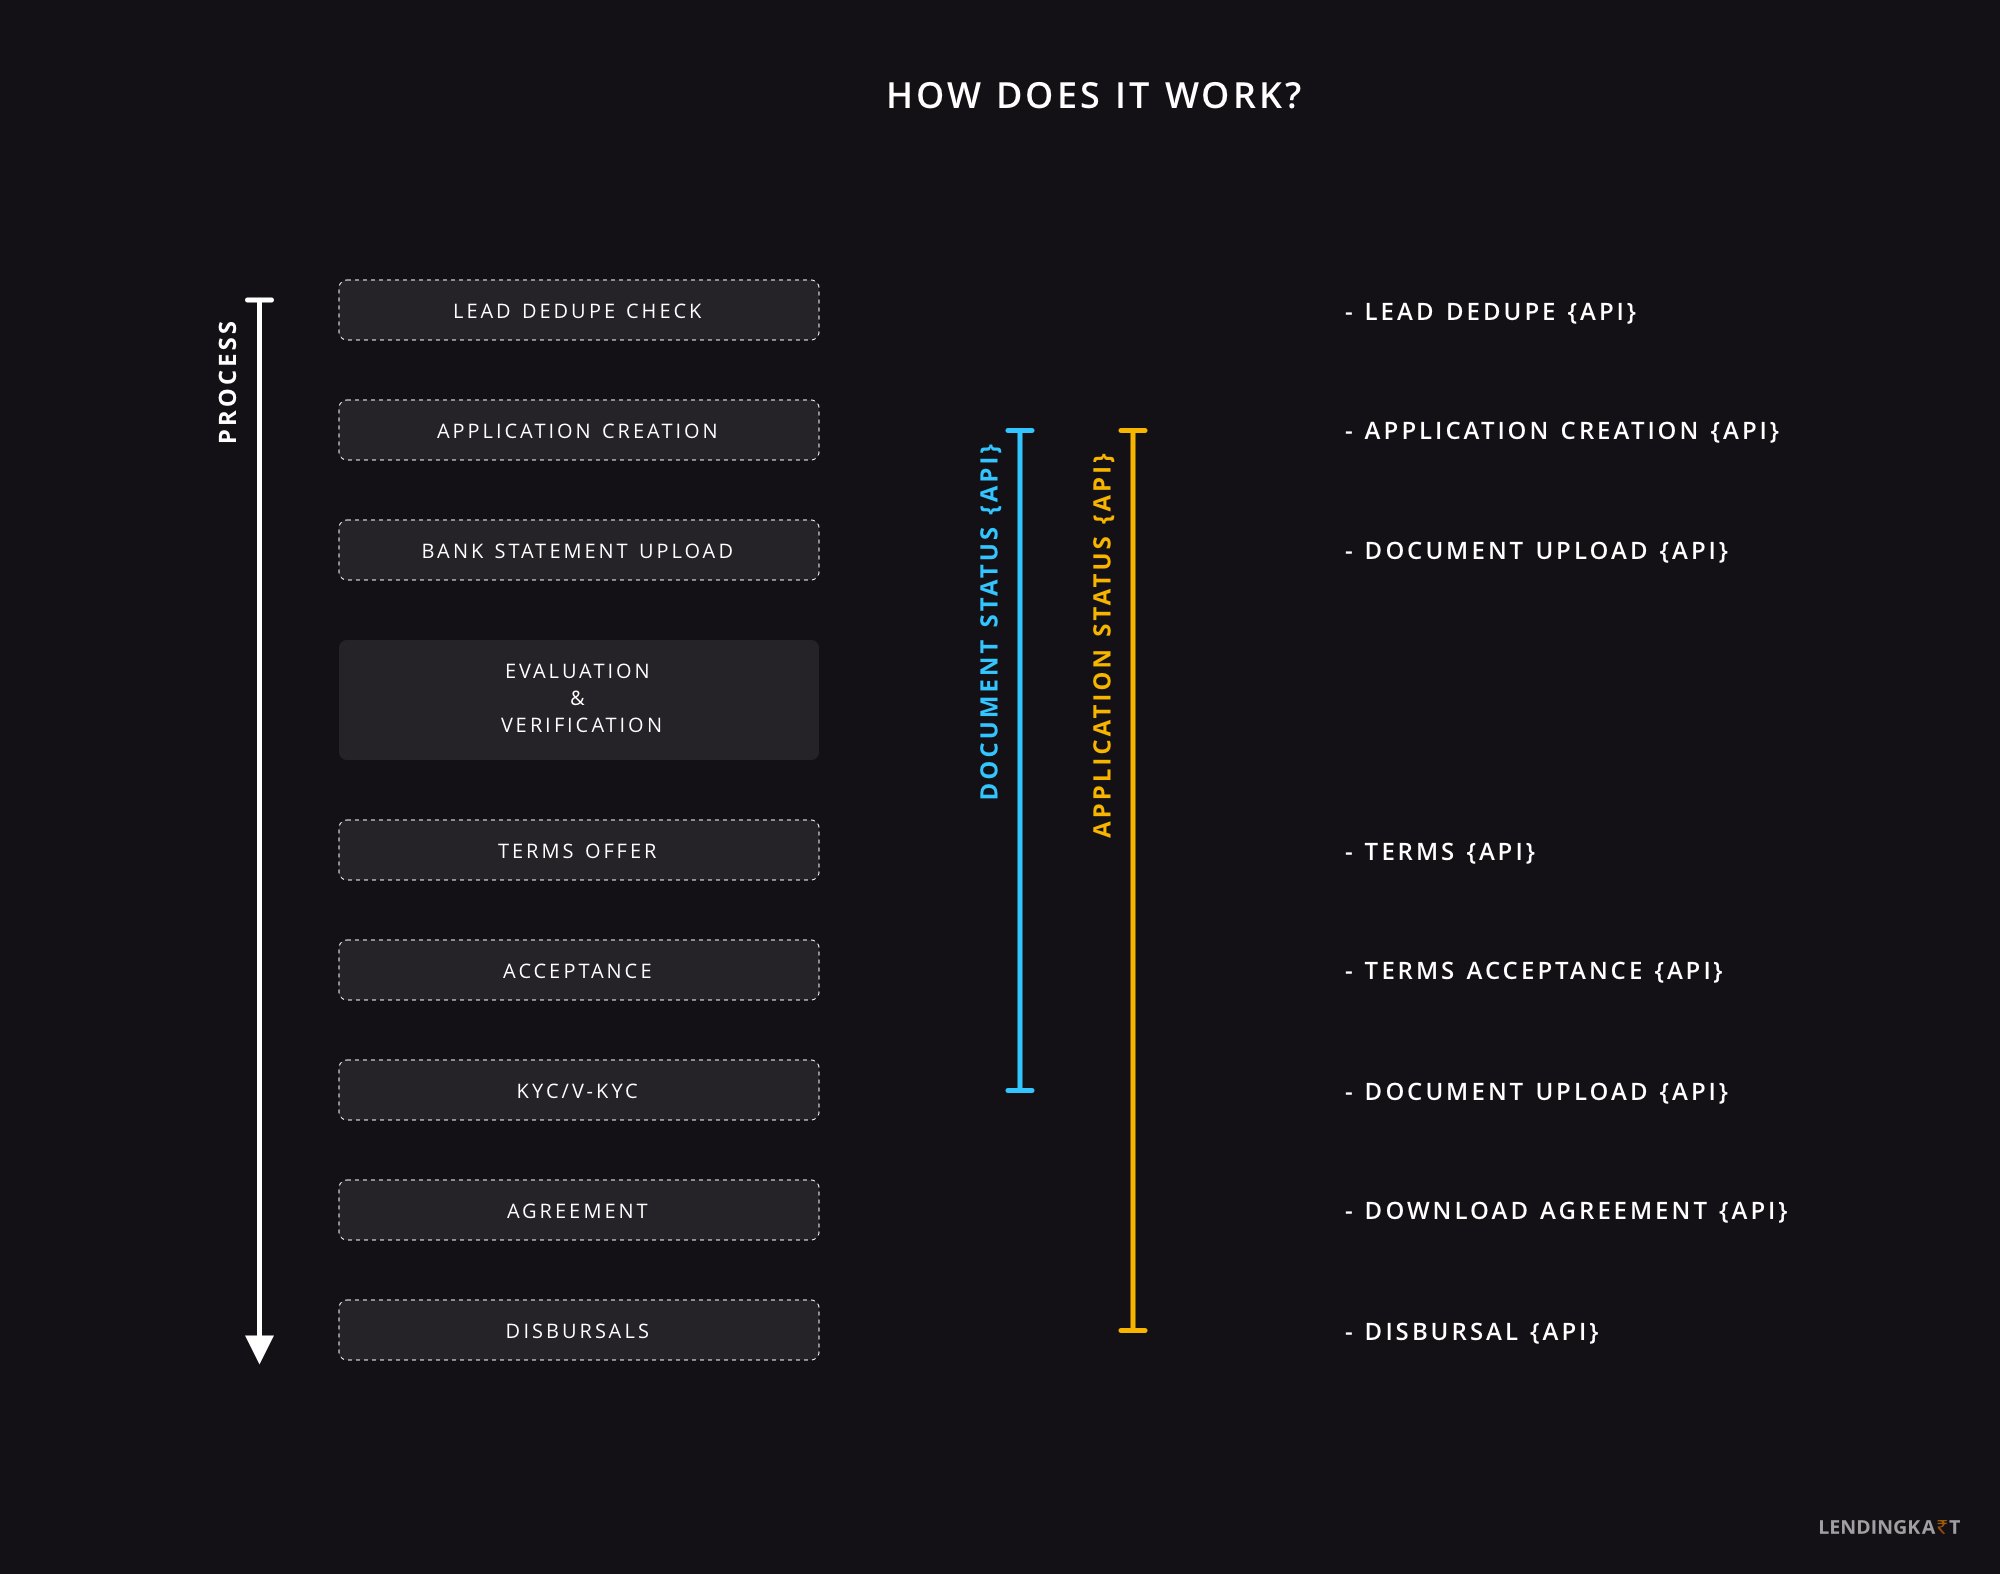 HOW DOES IT WORK?
PROCESS
LEAD DEDUPE CHECK
- LEAD DEDUPE {API}
APPLICATION CREATION
- APPLICATION CREATION {API}
DOCUMENT STATUS {API}
APPLICATION STATUS {API}
BANK STATEMENT UPLOAD
- DOCUMENT UPLOAD {API}
EVALUATION
&
VERIFICATION
TERMS OFFER
- TERMS {API}
ACCEPTANCE
- TERMS ACCEPTANCE {API}
KYC/V-KYC
- DOCUMENT UPLOAD {API}
AGREEMENT
- DOWNLOAD AGREEMENT {API}
DISBURSALS
- DISBURSAL {API}
LENDINGKA₹T